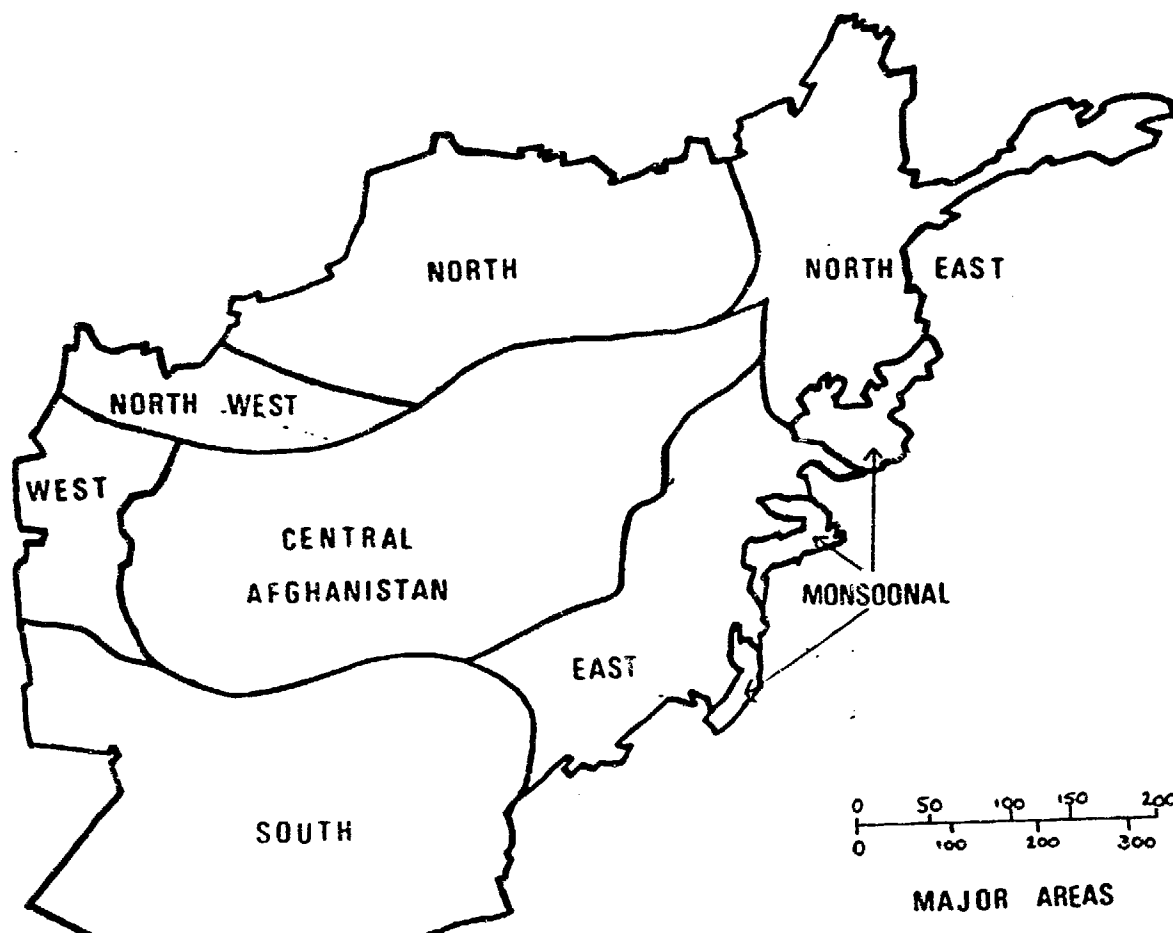 NORTH
NORTH EAST
NORTH WEST
WEST
CENTRAL
AFGHANISTAN
MONSOONAL
EAST
SOUTH
0 50 100 150 200
0 100 200 300
MAJOR AREAS